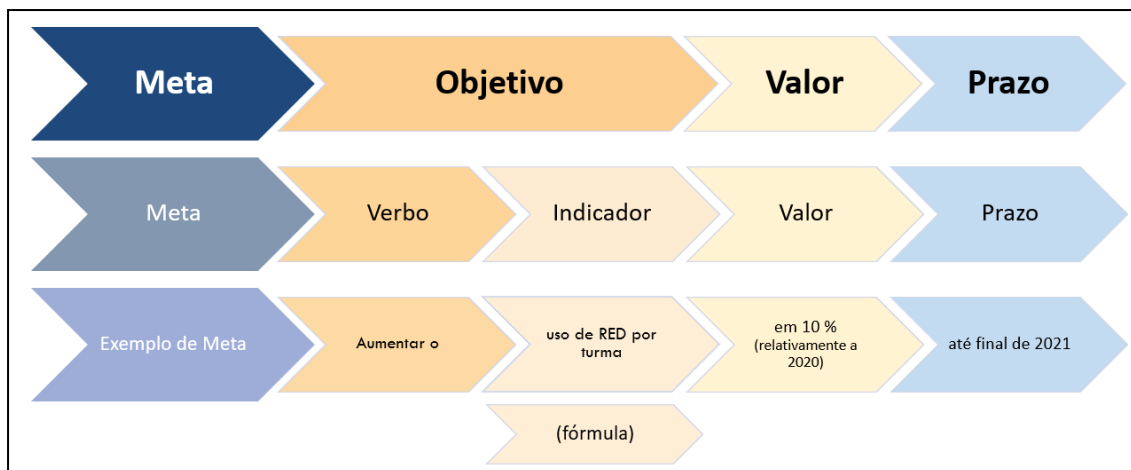 Meta
Objetivo
Valor
Prazo
Meta
Verbo
Indicador
Valor
Prazo
Exemplo de Meta
Aumentar o
uso de RED por
turma
em 10 %
(relativamente a
2020)
até final de 2021
(fórmula)